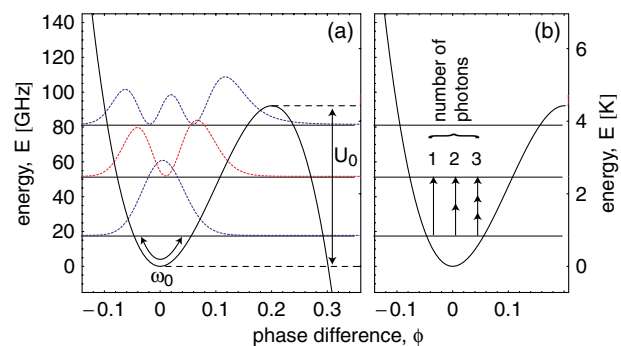 (a)
(b)
energy, E [GHz]
140
120
100
80
60
40
20
0
U0
ω0
−0.1
0
0.1
0.2
0.3
number of
photons
1 2 3
−0.1
0
0.1
6
4
2
0
energy, E [K]
phase difference, ϕ